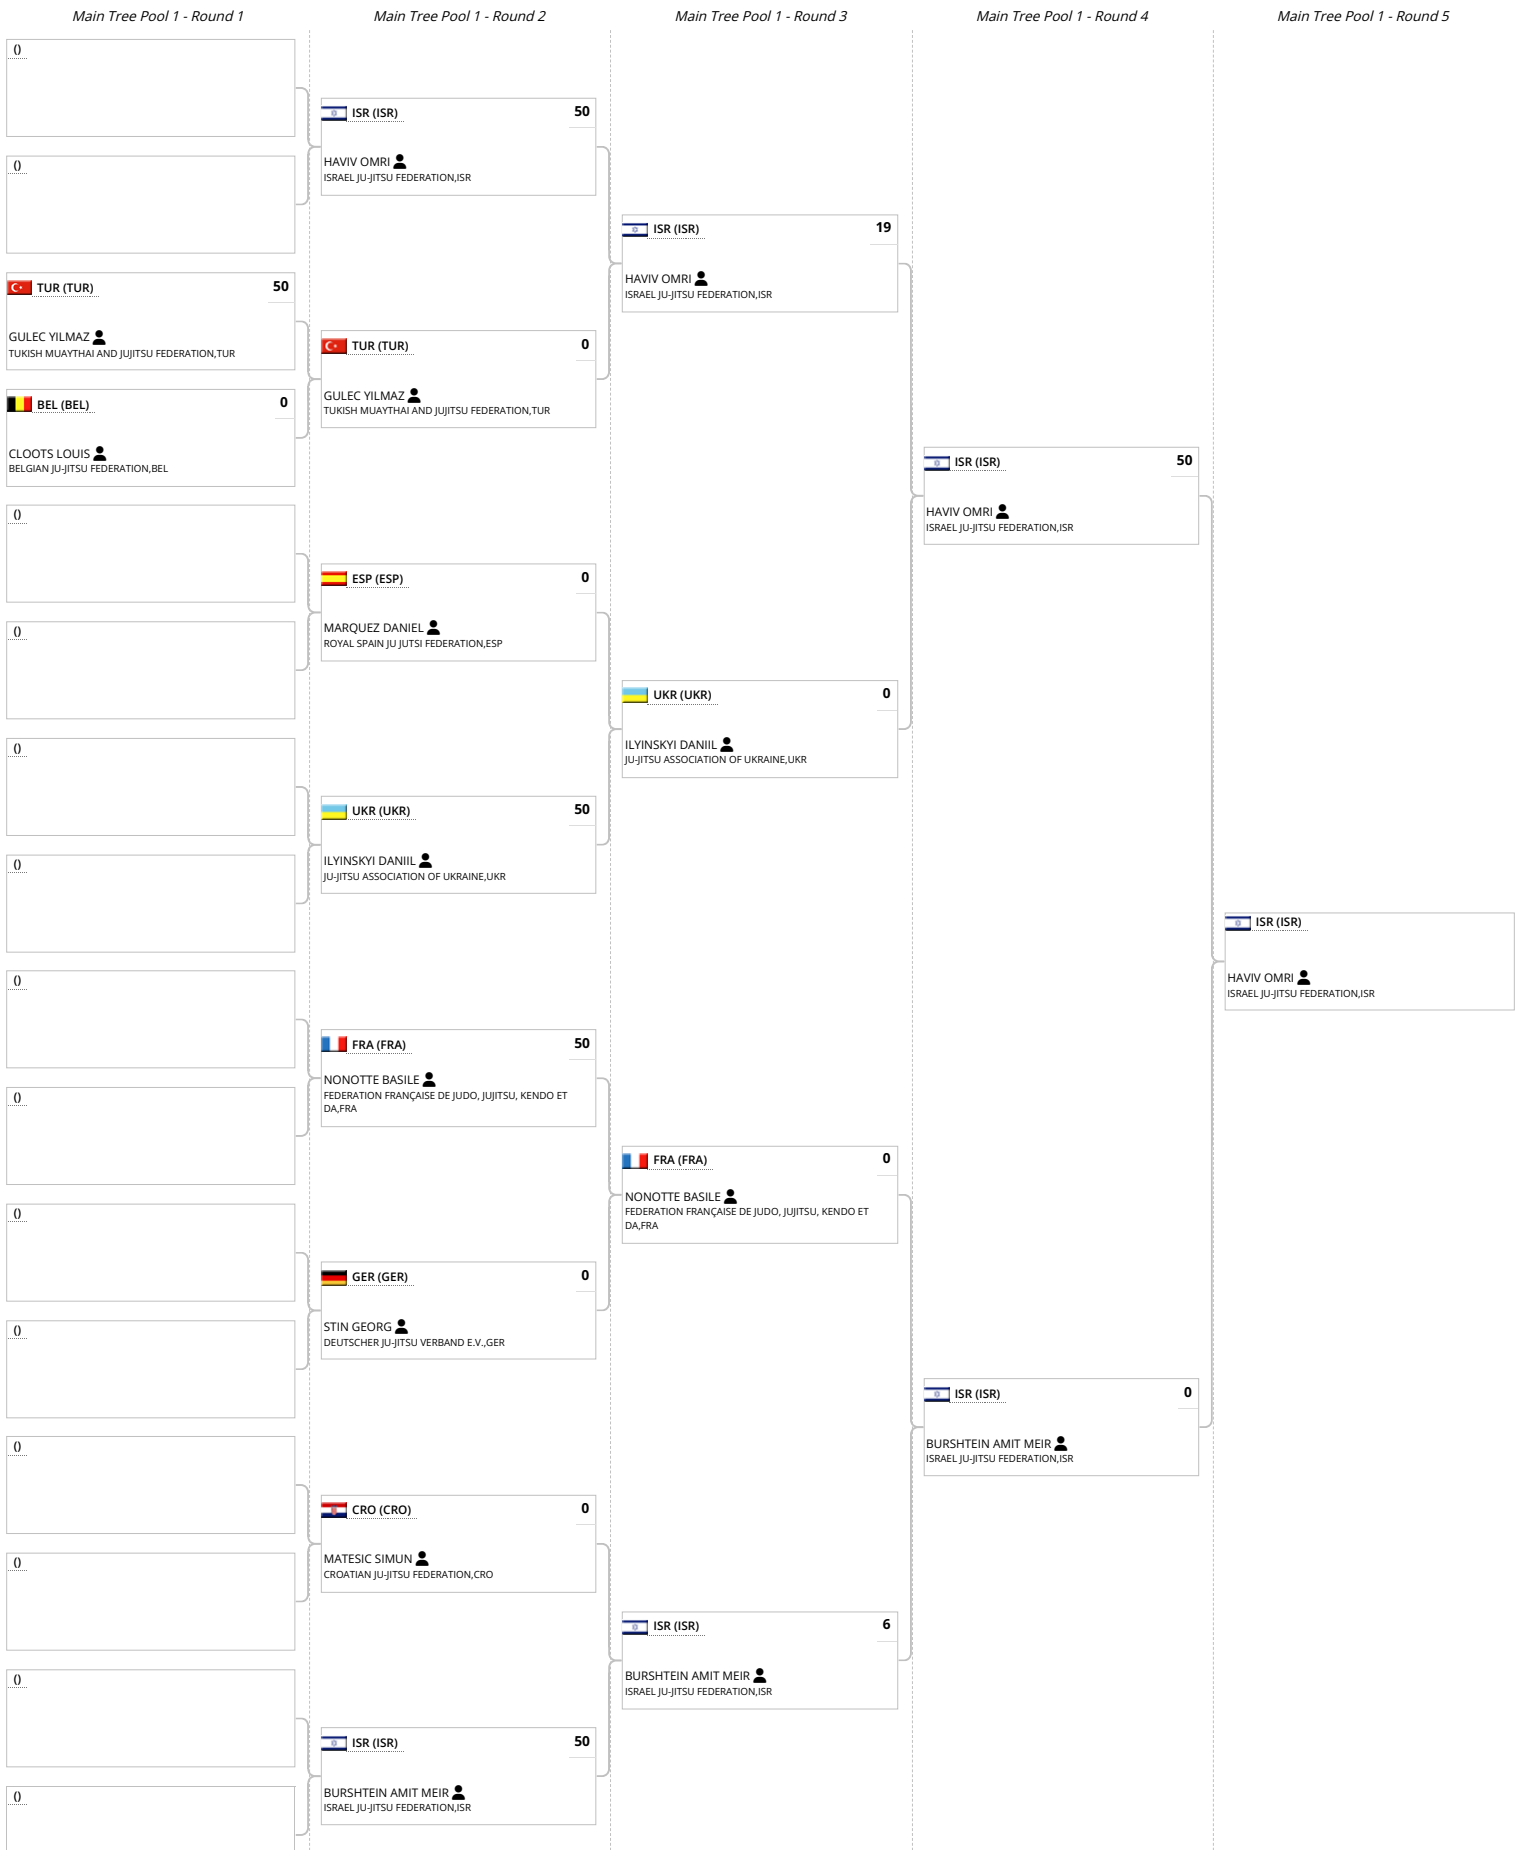 Main Tree Pool 1 - Round 1
()
()
TUR (TUR) 50
GULEC YILMAZ
TUKISH MUAYTHAI AND JUJITSU FEDERATION,TUR
BEL (BEL) 0
CLOOTS LOUIS
BELGIAN JU-JITSU FEDERATION,BEL
()
()
()
()
()
()
()
()
()
()
()
()
Main Tree Pool 1 - Round 2
ISR (ISR) 50
HAVIV OMRI
ISRAEL JU-JITSU FEDERATION,ISR
TUR (TUR) 0
GULEC YILMAZ
TUKISH MUAYTHAI AND JUJITSU FEDERATION,TUR
ESP (ESP) 0
MARQUEZ DANIEL
ROYAL SPAIN JU JUTSI FEDERATION,ESP
UKR (UKR) 50
ILYINSKYI DANIIL
JU-JITSU ASSOCIATION OF UKRAINE,UKR
FRA (FRA) 50
NONOTTE BASILE
FEDERATION FRANÇAISE DE JUDO, JUJITSU, KENDO ET
DA,FRA
GER (GER) 0
STIN GEORG
DEUTSCHER JU-JITSU VERBAND E.V.,GER
CRO (CRO) 0
MATESIC SIMUN
CROATIAN JU-JITSU FEDERATION,CRO
ISR (ISR) 50
BURSHTEIN AMIT MEIR
ISRAEL JU-JITSU FEDERATION,ISR
Main Tree Pool 1 - Round 3
ISR (ISR) 19
HAVIV OMRI
ISRAEL JU-JITSU FEDERATION,ISR
UKR (UKR) 0
ILYINSKYI DANIIL
JU-JITSU ASSOCIATION OF UKRAINE,UKR
FRA (FRA) 0
NONOTTE BASILE
FEDERATION FRANÇAISE DE JUDO, JUJITSU, KENDO ET
DA,FRA
ISR (ISR) 6
BURSHTEIN AMIT MEIR
ISRAEL JU-JITSU FEDERATION,ISR
Main Tree Pool 1 - Round 4
ISR (ISR) 50
HAVIV OMRI
ISRAEL JU-JITSU FEDERATION,ISR
ISR (ISR) 0
BURSHTEIN AMIT MEIR
ISRAEL JU-JITSU FEDERATION,ISR
Main Tree Pool 1 - Round 5
ISR (ISR)
HAVIV OMRI
ISRAEL JU-JITSU FEDERATION,ISR